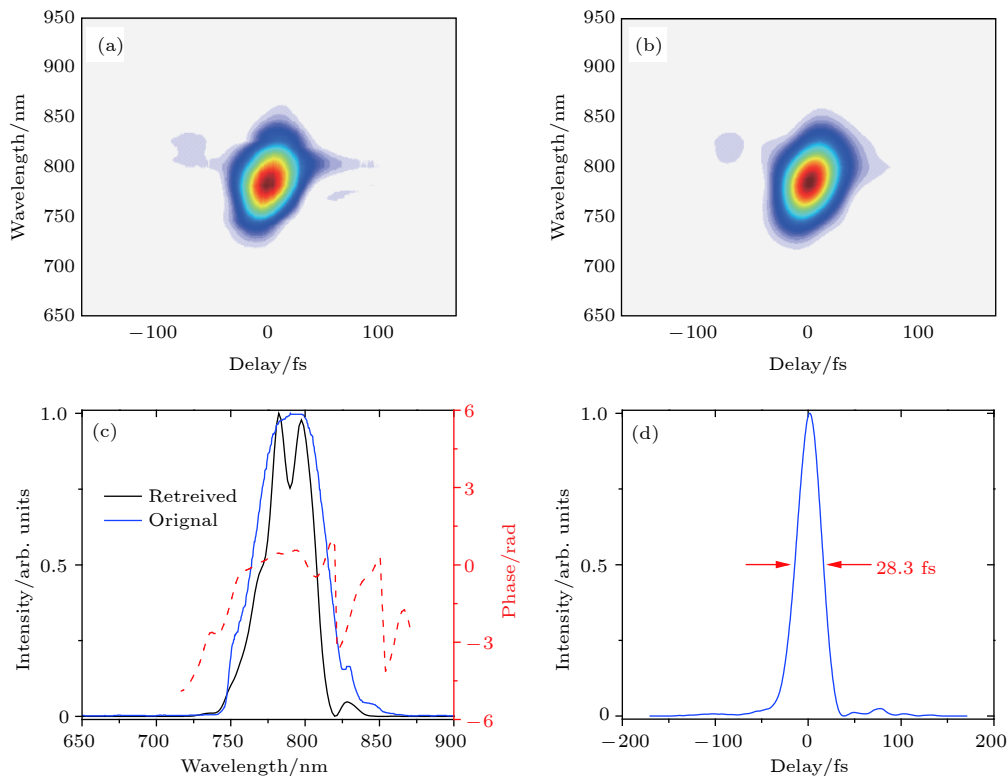 (a)
950
900
850
800
750
700
650
Wavelength/nm
−100
0
100
Delay/fs
(b)
950
900
850
800
750
700
650
Wavelength/nm
−100
0
100
Delay/fs
(c)
1.0
0.5
0
Intensity/arb. units
Retreived
Orignal
6
3
0
−3
−6
Phase/rad
650
700
750
800
850
900
Wavelength/nm
(d)
1.0
0.5
0
Intensity/arb. units
28.3 fs
−200
−100
0
100
200
Delay/fs